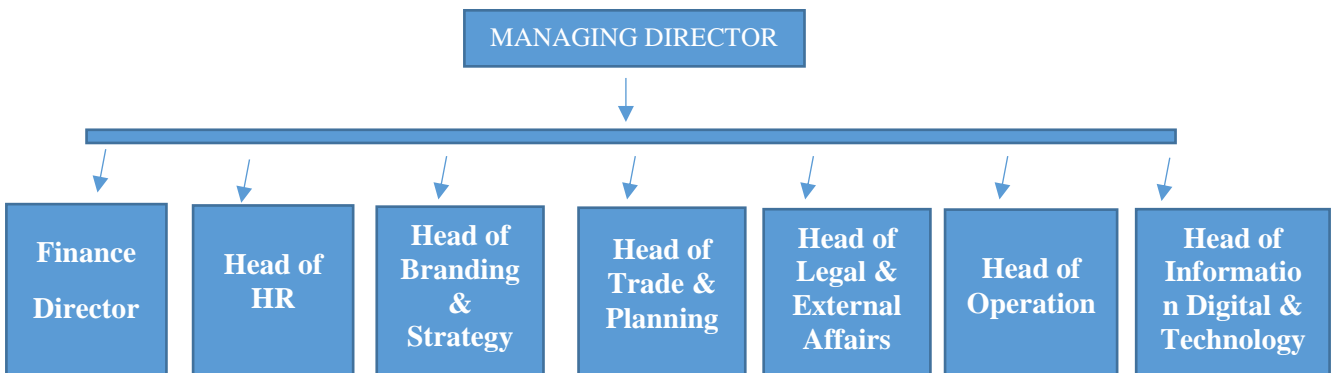 MANAGING DIRECTOR
Finance
Director
Head of
HR
Head of
Branding
&
Strategy
Head of
Trade &
Planning
Head of
Legal &
External
Affairs
Head of
Operation
Head of
Informatio
n Digital &
Technology